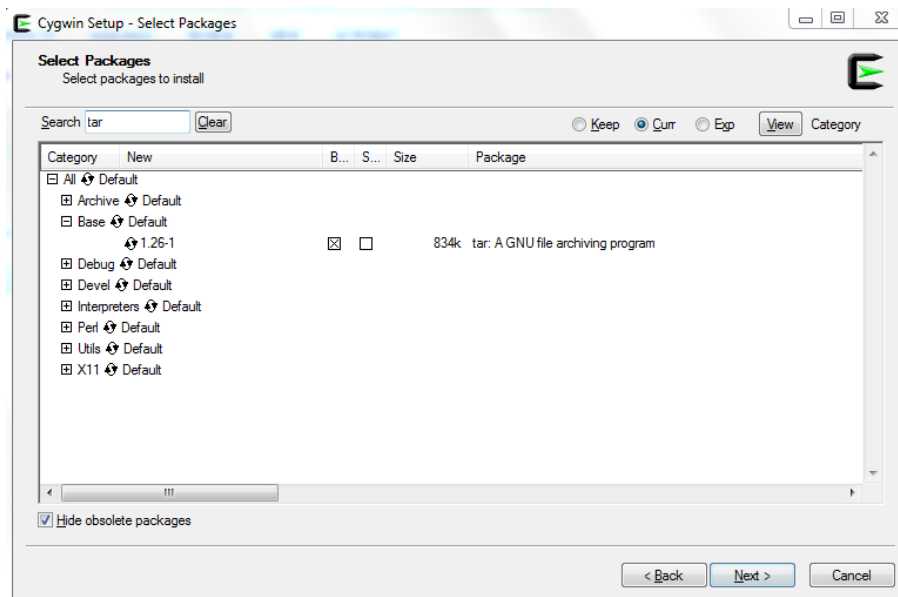 Cygwin Setup - Select Packages
Select Packages
Select packages to install
Search tar Clear Keep Curr Exp View Category
Category New B... S... Size Package
All Default
Archive Default
Base Default
1.26-1 834k tar: A GNU file archiving program
Debug Default
Devel Default
Interpreters Default
Perl Default
Utils Default
X11 Default
Hide obsolete packages
< Back Next > Cancel